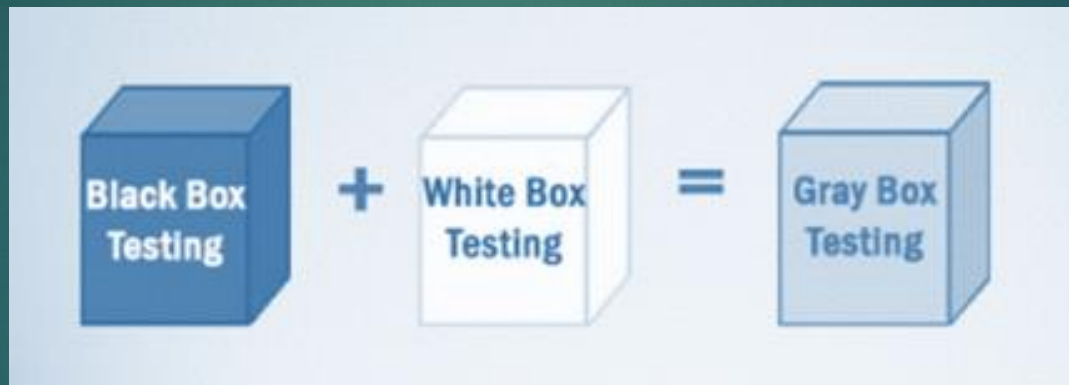 Black Box
Testing
+
White Box
Testing
=
Gray Box
Testing